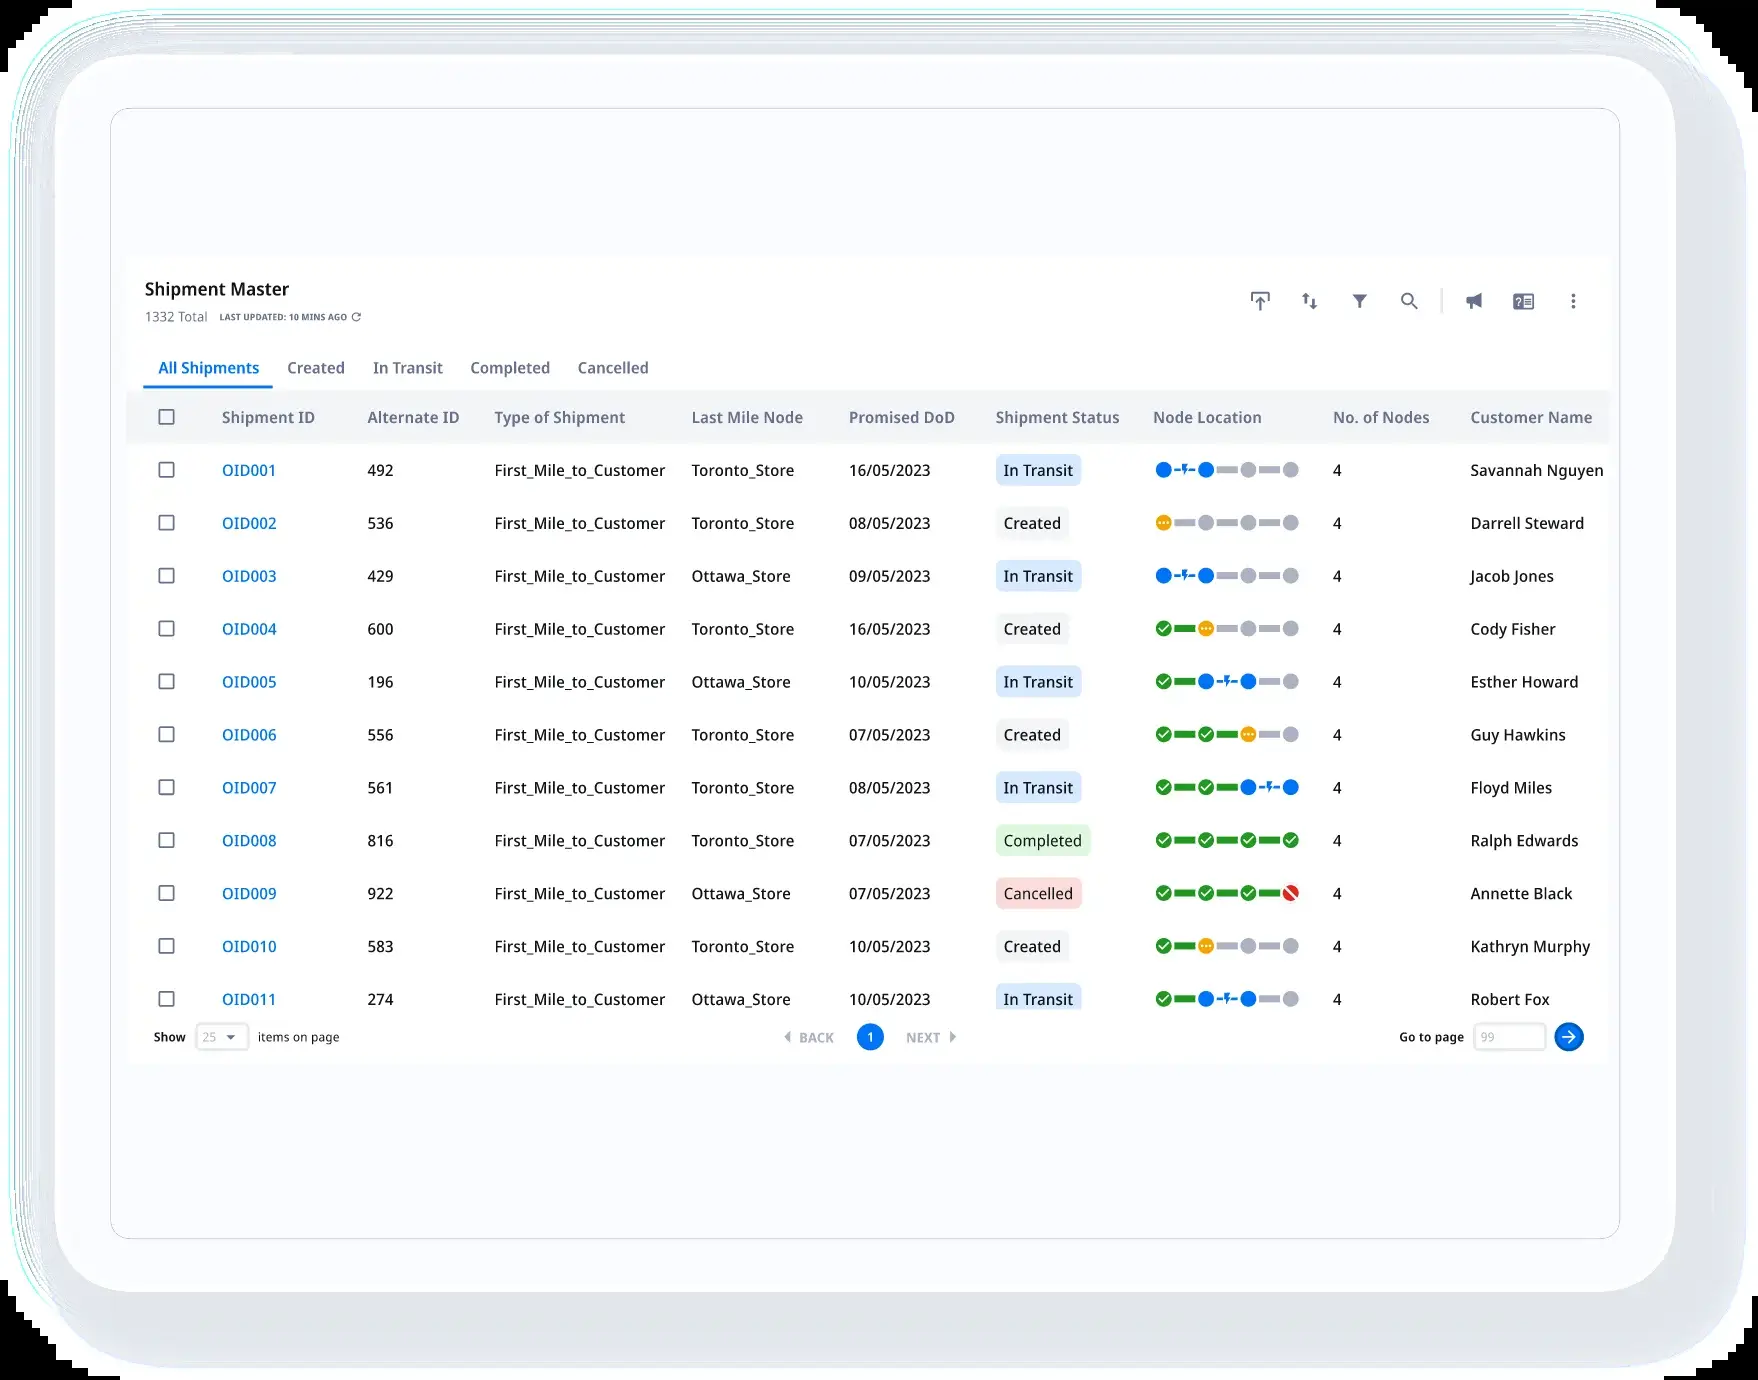 Shipment Master
1332 Total LAST UPDATED: 10 MINS AGO
All Shipments Created In Transit Completed Cancelled
Shipment ID Alternate ID Type of Shipment Last Mile Node Promised DoD Shipment Status Node Location No. of Nodes Customer Name
OID001 492 First_Mile_to_Customer Toronto_Store 16/05/2023 In Transit 4 Savannah Nguyen
OID002 536 First_Mile_to_Customer Toronto_Store 08/05/2023 Created 4 Darrell Steward
OID003 429 First_Mile_to_Customer Ottawa_Store 09/05/2023 In Transit 4 Jacob Jones
OID004 600 First_Mile_to_Customer Toronto_Store 16/05/2023 Created 4 Cody Fisher
OID005 196 First_Mile_to_Customer Ottawa_Store 10/05/2023 In Transit 4 Esther Howard
OID006 556 First_Mile_to_Customer Toronto_Store 07/05/2023 Created 4 Guy Hawkins
OID007 561 First_Mile_to_Customer Toronto_Store 08/05/2023 In Transit 4 Floyd Miles
OID008 816 First_Mile_to_Customer Toronto_Store 07/05/2023 Completed 4 Ralph Edwards
OID009 922 First_Mile_to_Customer Ottawa_Store 07/05/2023 Cancelled 4 Annette Black
OID010 583 First_Mile_to_Customer Toronto_Store 10/05/2023 Created 4 Kathryn Murphy
OID011 274 First_Mile_to_Customer Ottawa_Store 10/05/2023 In Transit 4 Robert Fox
Show 25 items on page BACK 1 NEXT Go to page 99